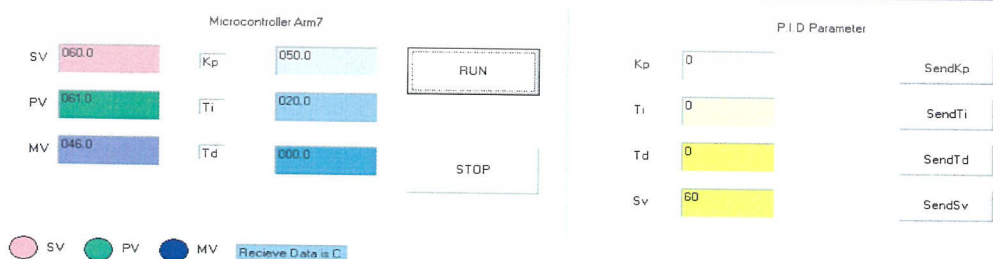 Microcontroller Arm7
SV 060.0 Kp 050.0 RUN
PV 061.0 Ti 020.0
MV 046.0 Td 000.0 STOP
SV PV MV Recieve Data is C
P.I.D Parameter
Kp 0 SendKp
Ti 0 SendTi
Td 0 SendTd
Sv 60 SendSv